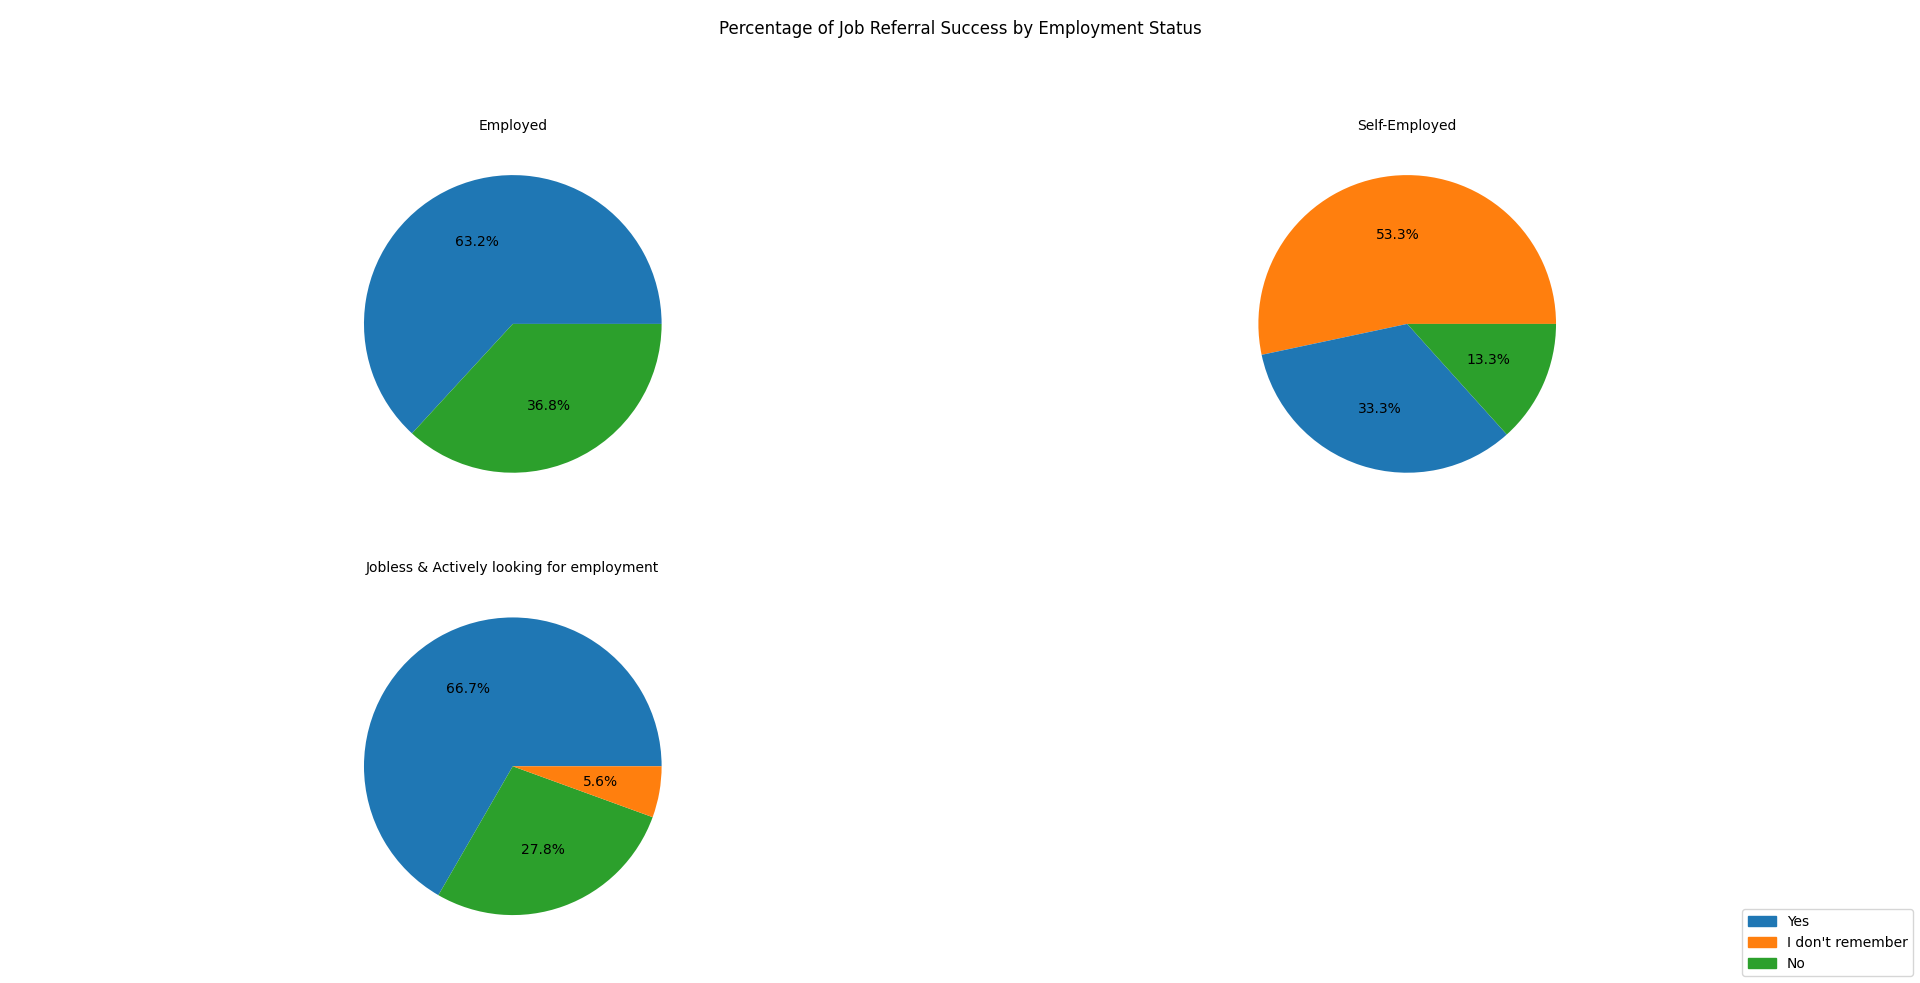 Percentage of Job Referral Success by Employment Status
Employed
63.2%
36.8%
Self-Employed
53.3%
33.3%
13.3%
Jobless & Actively looking for employment
66.7%
5.6%
27.8%
Yes
I don't remember
No